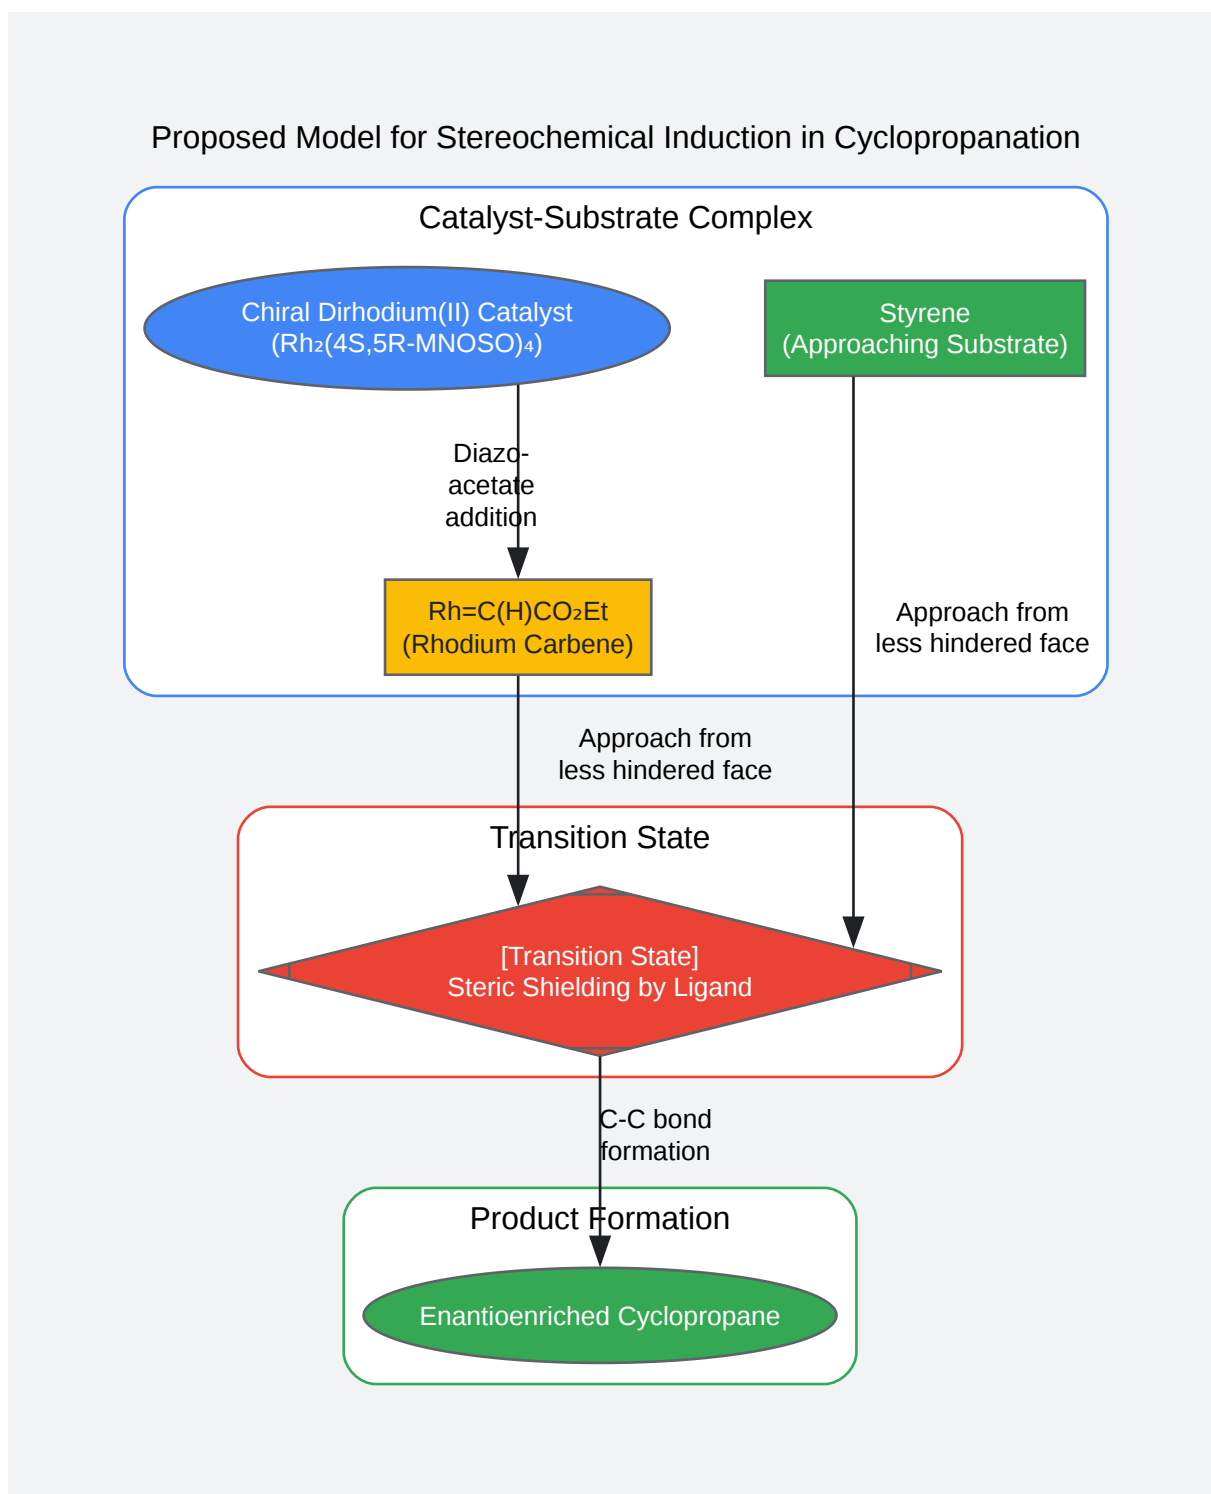 Proposed Model for Stereochemical Induction in Cyclopropanation
Catalyst-Substrate Complex
Chiral Dirhodium(II) Catalyst
(Rh₂(4S,5R-MNOSO)₄)
Styrene
(Approaching Substrate)
Diazo-
acetate
addition
Rh=C(H)CO₂Et
(Rhodium Carbene)
Approach from
less hindered face
Approach from
less hindered face
Transition State
[Transition State]
Steric Shielding by Ligand
C-C bond
formation
Product Formation
Enantioenriched Cyclopropane